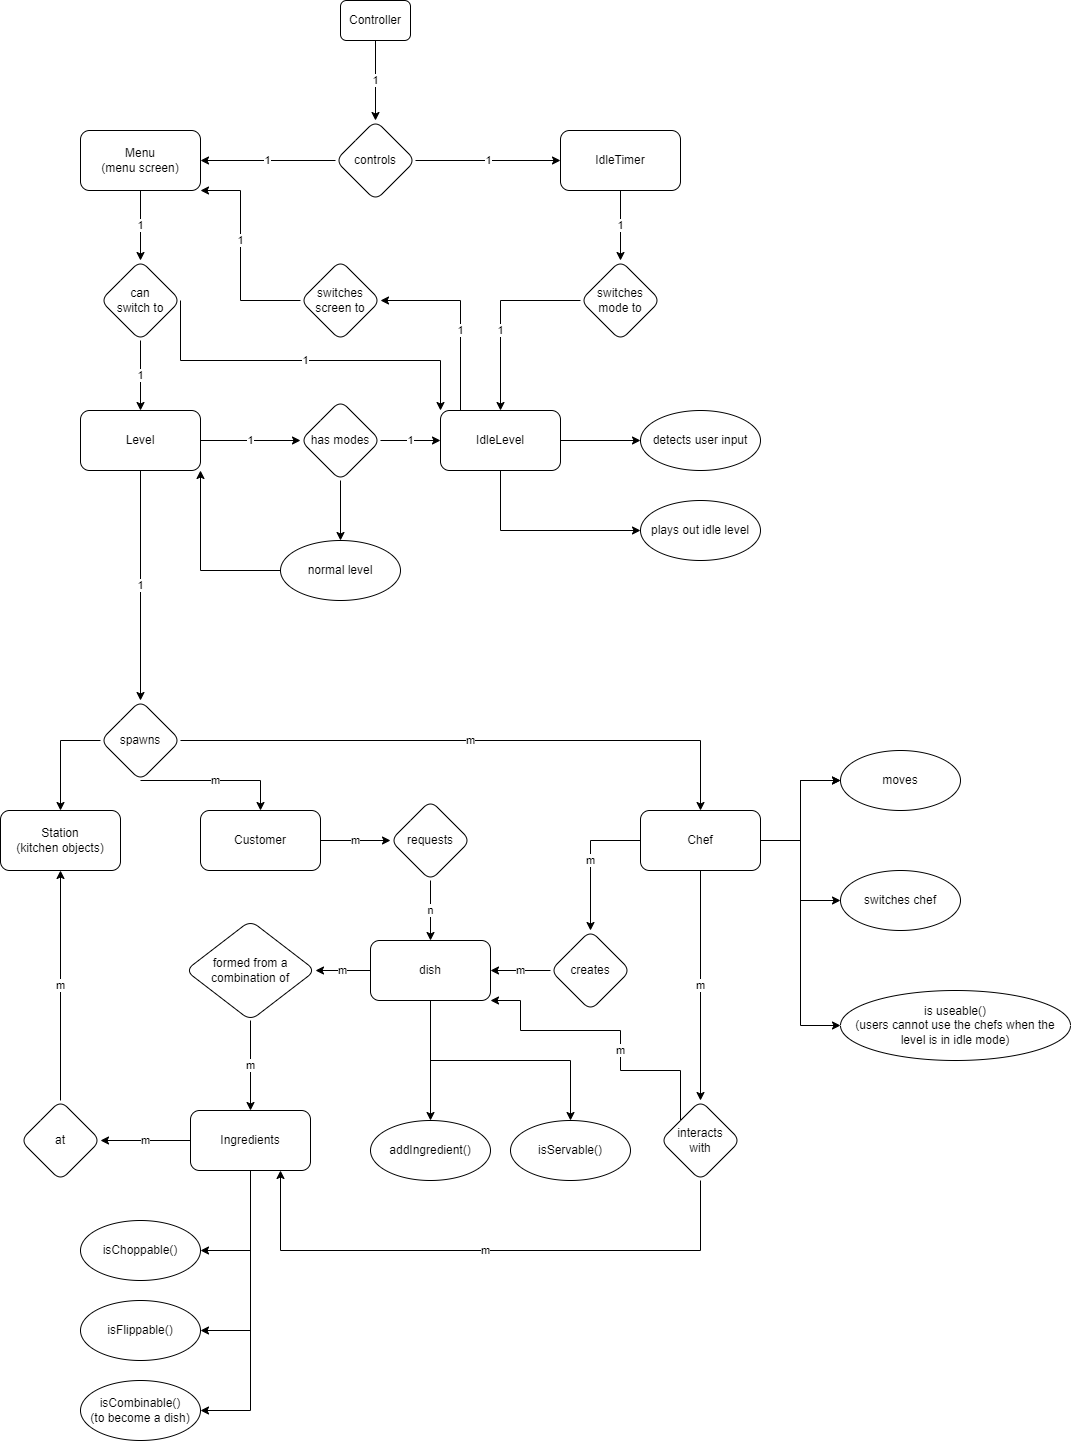 Controller
1
Menu
(menu screen)
1
controls
1
IdleTimer
1
1
1
can
switch to
switches
screen to
switches
mode to
1
1
1
1
Level
1
has modes
1
IdleLevel
detects user input
plays out idle level
normal level
1
spawns
m
m
moves
Station
(kitchen objects)
Customer
m
requests
Chef
m
switches chef
n
formed from a
combination of
m
dish
m
creates
m
m
is useable()
(users cannot use the chefs when the
level is in idle mode)
m
m
at
m
Ingredients
addIngredient()
isServable()
interacts
with
isChoppable()
m
isFlippable()
isCombinable()
(to become a dish)